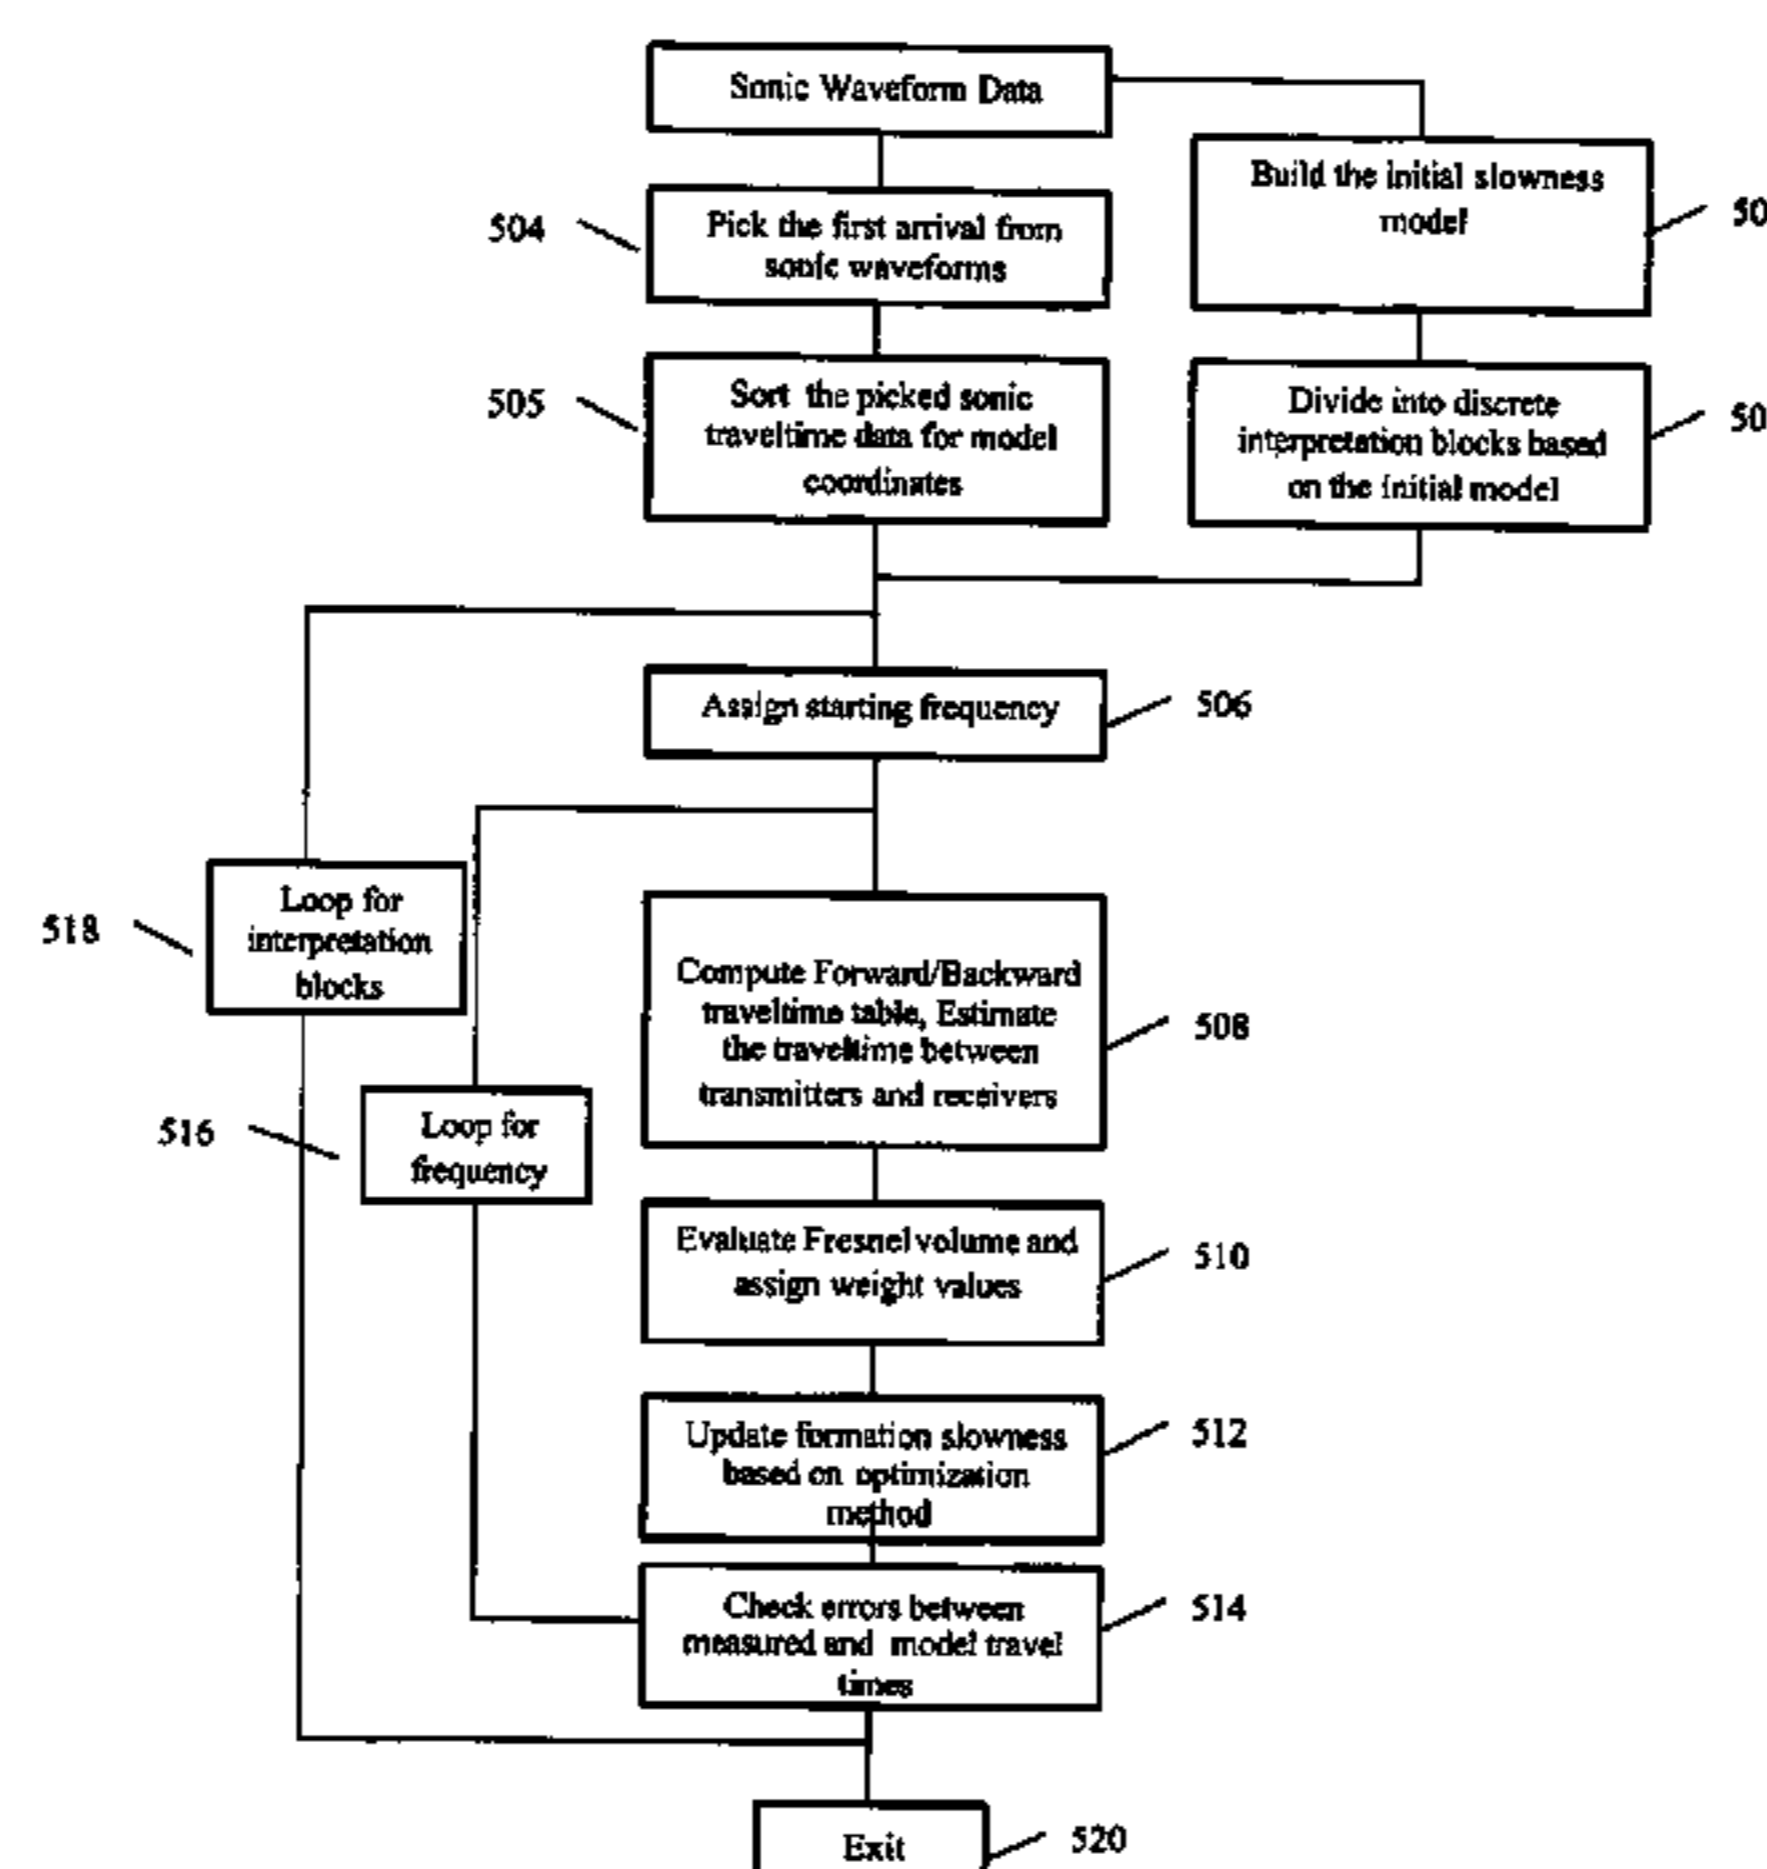 Sonic Waveform Data
Build the initial slowness
model
50
504
Pick the first arrival from
sonic waveforms
505
Sort the picked sonic
traveltime data for model
coordinates
Divide into discrete
interpretation blocks based
on the initial model
50
Assign starting frequency
506
518
Loop for
interpretation
blocks
Compute Forward/Backward
traveltime table, Estimate
the traveltime between
transmitters and receivers
508
516
Loop for
frequency
Evaluate Fresnel volume and
assign weight values
510
Update formation slowness
based on optimization
method
512
Check errors between
measured and model travel
times
514
Exit
520